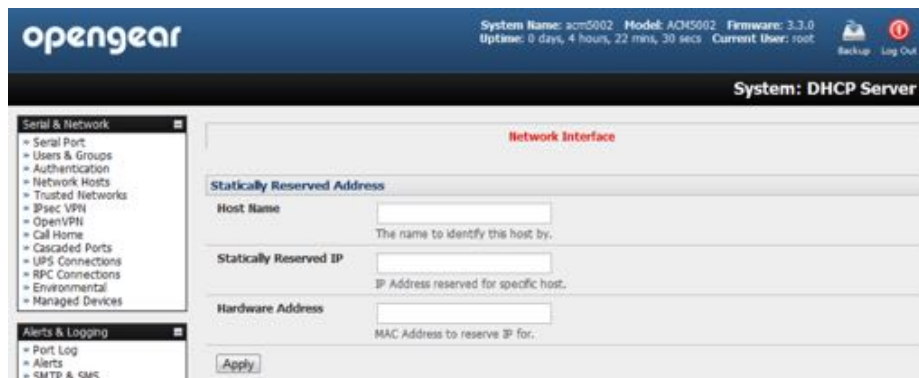 opengear
System Name: acm5002 Model: ACM5002 Firmware: 3.3.0
Uptime: 0 days, 4 hours, 22 mins, 30 secs Current User: root
Backup
Log Out
System: DHCP Server
Serial & Network
Serial Port
Users & Groups
Authentication
Network Hosts
Trusted Networks
IPsec VPN
OpenVPN
Call Home
Cascaded Ports
UPS Connections
RPC Connections
Environmental
Managed Devices
Alerts & Logging
Port Log
Alerts
SMTP & SMS
Network Interface
Statically Reserved Address
Host Name
The name to identify this host by.
Statically Reserved IP
IP Address reserved for specific host.
Hardware Address
MAC Address to reserve IP for.
Apply